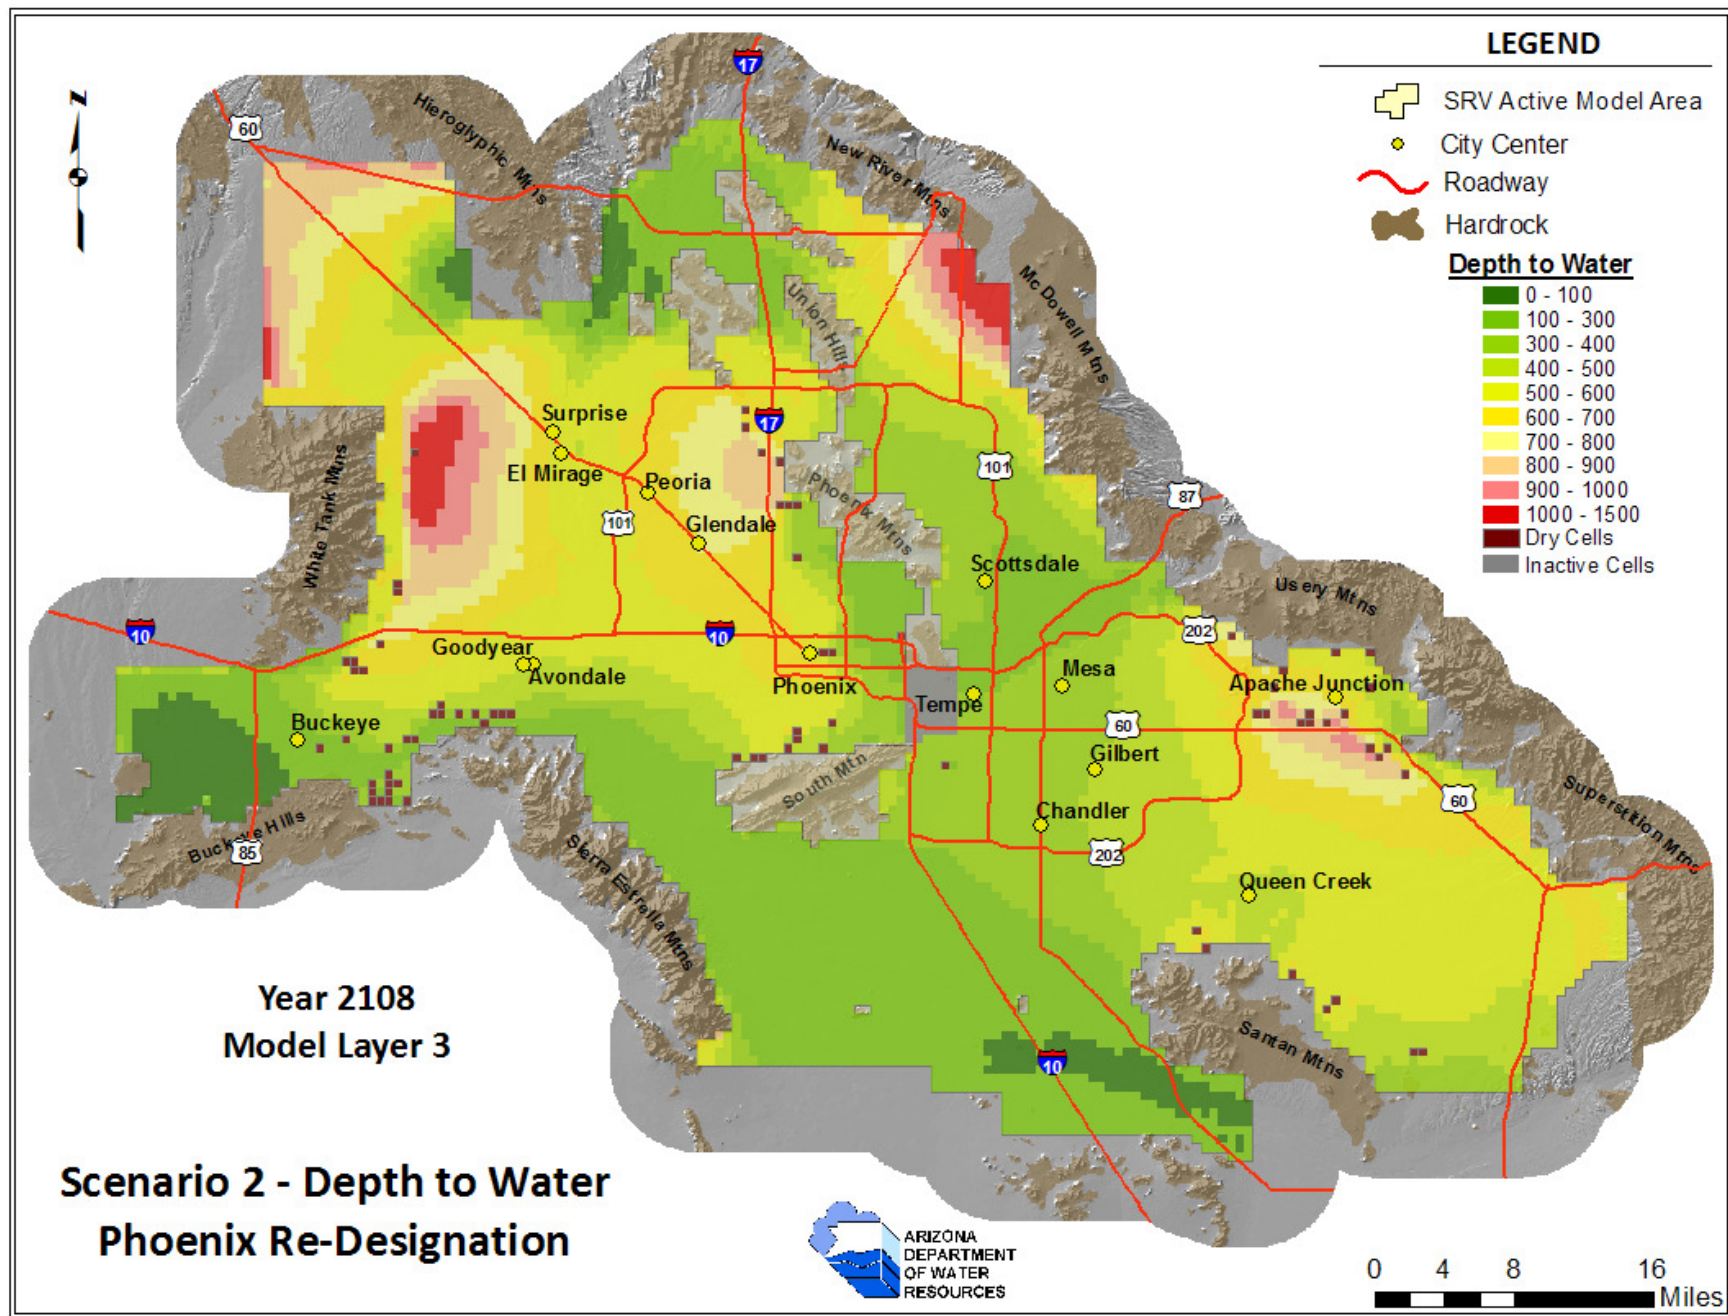 LEGEND
SRV Active Model Area
City Center
Roadway
Hardrock
Depth to Water
0 - 100
100 - 300
300 - 400
400 - 500
500 - 600
600 - 700
700 - 800
800 - 900
900 - 1000
1000 - 1500
Dry Cells
Inactive Cells
N
17
60
Hieroglyphic Mtns
New River Mtns
Union Hills
Mc Dowell Mtns
Surprise
17
El Mirage
Peoria
101
101
Phoenix Mtns
87
White Tank Mtns
Glendale
Scottsdale
Usery Mtns
10
10
202
Goodyear
Avondale
Phoenix
Tempe
Mesa
Apache Junction
Buckeye
60
Gilbert
South Mtn
60
Chandler
Superstition Mtns
Buckeye Hills
85
202
Sierra Estrella Mtns
Queen Creek
Santan Mtns
10
Year 2108
Model Layer 3
Scenario 2 - Depth to Water
Phoenix Re-Designation
ARIZONA
DEPARTMENT
OF WATER
RESOURCES
0 4 8 16
Miles